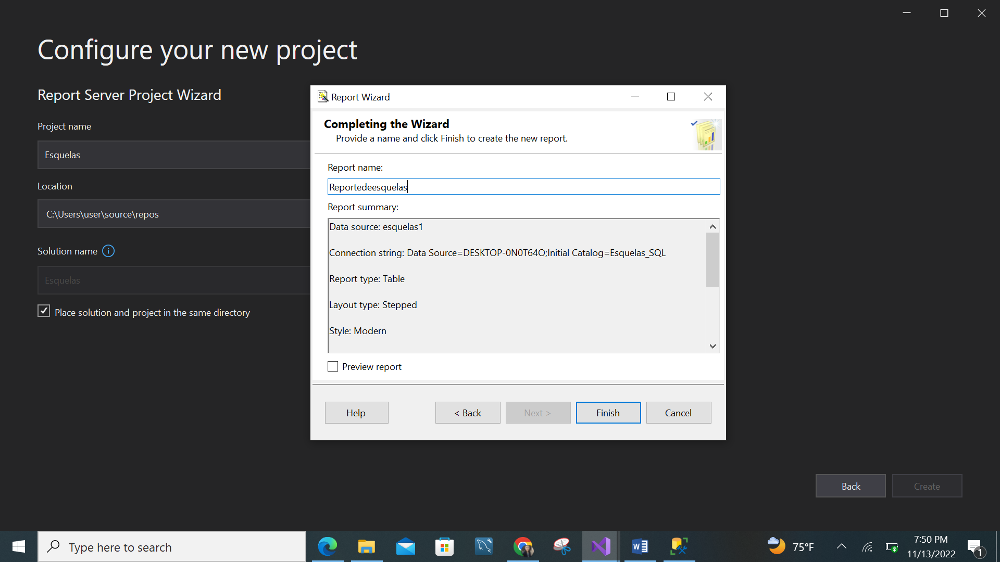 Configure your new project
Report Server Project Wizard
Project name
Esquelas
Location
C:\Users\user\source\repos
Solution name
Esquelas
Place solution and project in the same directory
Report Wizard
Completing the Wizard
Provide a name and click Finish to create the new report.
Report name:
Reportedeesquelas
Report summary:
Data source: esquelas1
Connection string: Data Source=DESKTOP-0N0T64O;Initial Catalog=Esquelas_SQL
Report type: Table
Layout type: Stepped
Style: Modern
Preview report
Help
< Back
Next >
Finish
Cancel
Back
Create
Type here to search
75°F
7:50 PM
11/13/2022
1